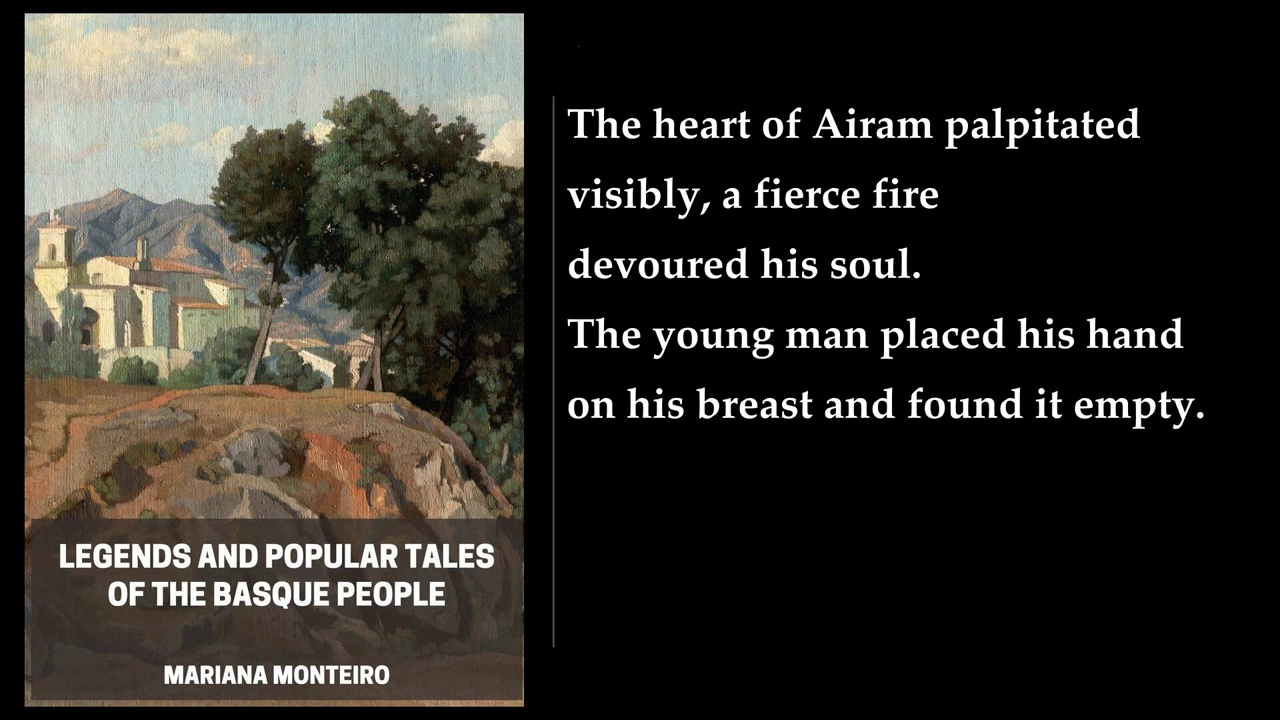 The heart of Airam palpitated
visibly, a fierce fire
devoured his soul.
The young man placed his hand
on his breast and found it empty.
LEGENDS AND POPULAR TALES
OF THE BASQUE PEOPLE
MARIANA MONTEIRO